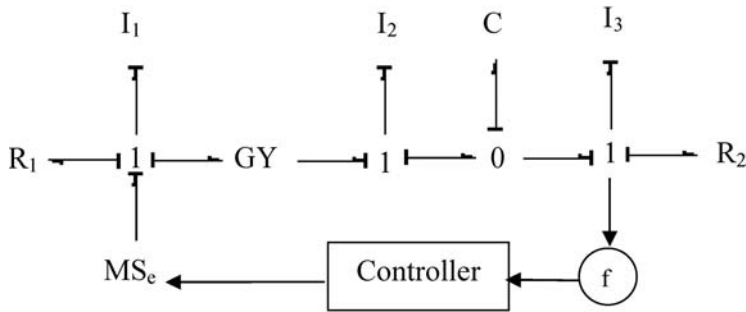 I₁ I₂ C I₃
R₁ 1 GY 1 0 1 R₂
MSₑ Controller f